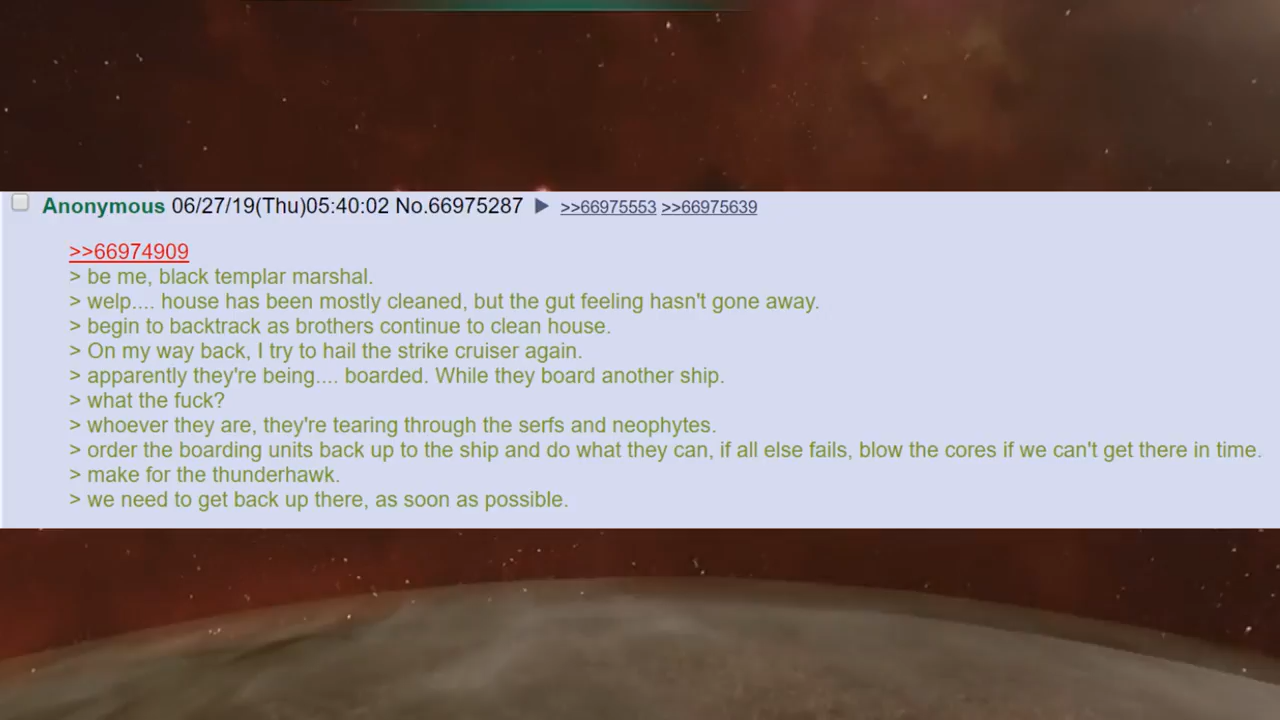 Anonymous 06/27/19(Thu)05:40:02 No.66975287 ▶ >>66975553 >>66975639
>>66974909
> be me, black templar marshal.
> welp.... house has been mostly cleaned, but the gut feeling hasn't gone away.
> begin to backtrack as brothers continue to clean house.
> On my way back, I try to hail the strike cruiser again.
> apparently they're being.... boarded. While they board another ship.
> what the fuck?
> whoever they are, they're tearing through the serfs and neophytes.
> order the boarding units back up to the ship and do what they can, if all else fails, blow the cores if we can't get there in time.
> make for the thunderhawk.
> we need to get back up there, as soon as possible.